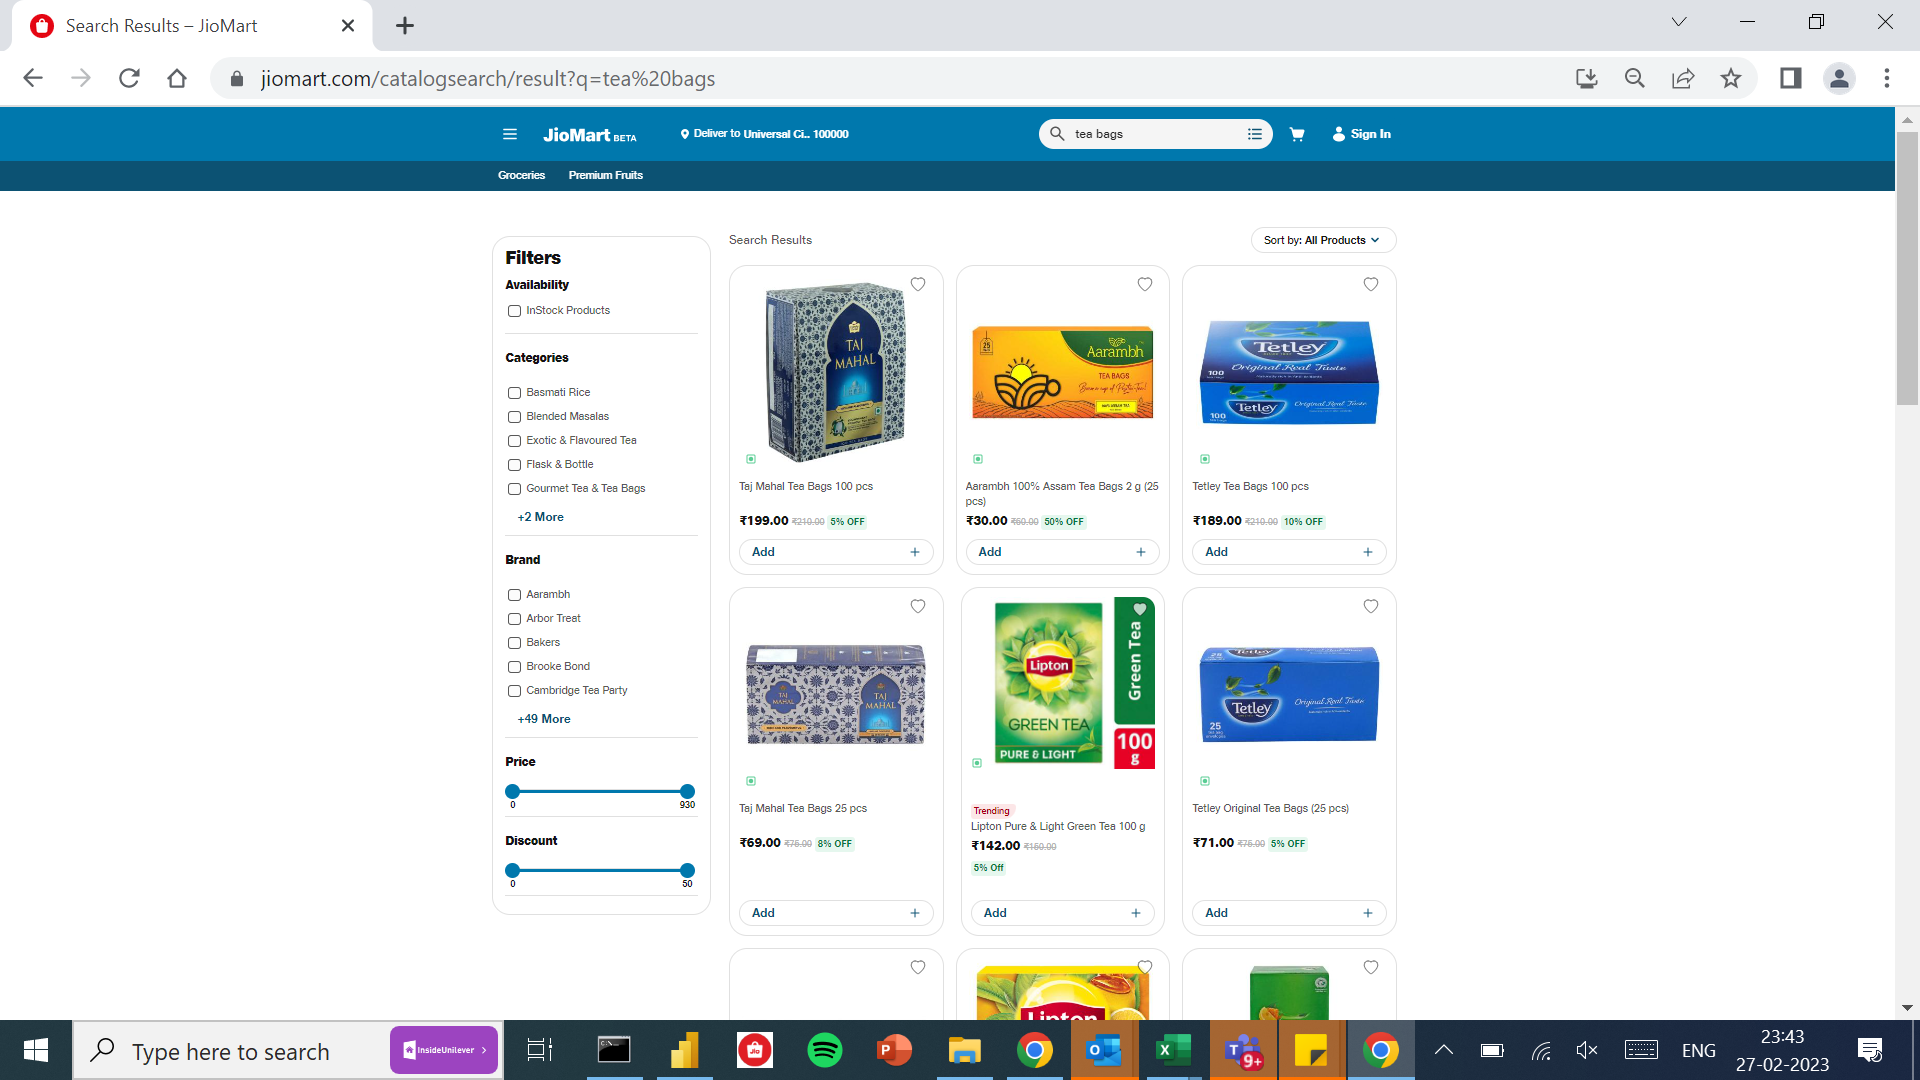 Search Results – JioMart
jiomart.com/catalogsearch/result?q=tea%20bags
JioMart BETA
Deliver to Universal Ci.. 100000
tea bags
Sign In
Groceries
Premium Fruits
Filters
Availability
InStock Products
Categories
Basmati Rice
Blended Masalas
Exotic & Flavoured Tea
Flask & Bottle
Gourmet Tea & Tea Bags
+2 More
Brand
Aarambh
Arbor Treat
Bakers
Brooke Bond
Cambridge Tea Party
+49 More
Price
0
930
Discount
0
50
Search Results
Sort by: All Products
TAJ
MAHAL
Taj Mahal Tea Bags 100 pcs
₹199.00 ₹210.00 5% OFF
Add +
25
Aarambh
TEA BAGS
Aarambh 100% Assam Tea Bags 2 g (25
pcs)
₹30.00 ₹60.00 50% OFF
Add +
Tetley
Original Real Taste
100
Tetley
Original Real Taste
100
Tetley Tea Bags 100 pcs
₹189.00 ₹210.00 10% OFF
Add +
TAJ
MAHAL
TAJ
MAHAL
Taj Mahal Tea Bags 25 pcs
₹69.00 ₹75.00 8% OFF
Add +
Lipton
GREEN TEA
PURE & LIGHT
Green Tea
100
g
Trending
Lipton Pure & Light Green Tea 100 g
₹142.00 ₹150.00
5% Off
Add +
25
Tetley
Tetley
Original Real Taste
25
Tetley Original Tea Bags (25 pcs)
₹71.00 ₹75.00 5% OFF
Add +
Lipton
Type here to search
InsideUnilever
9+
ENG
23:43
27-02-2023